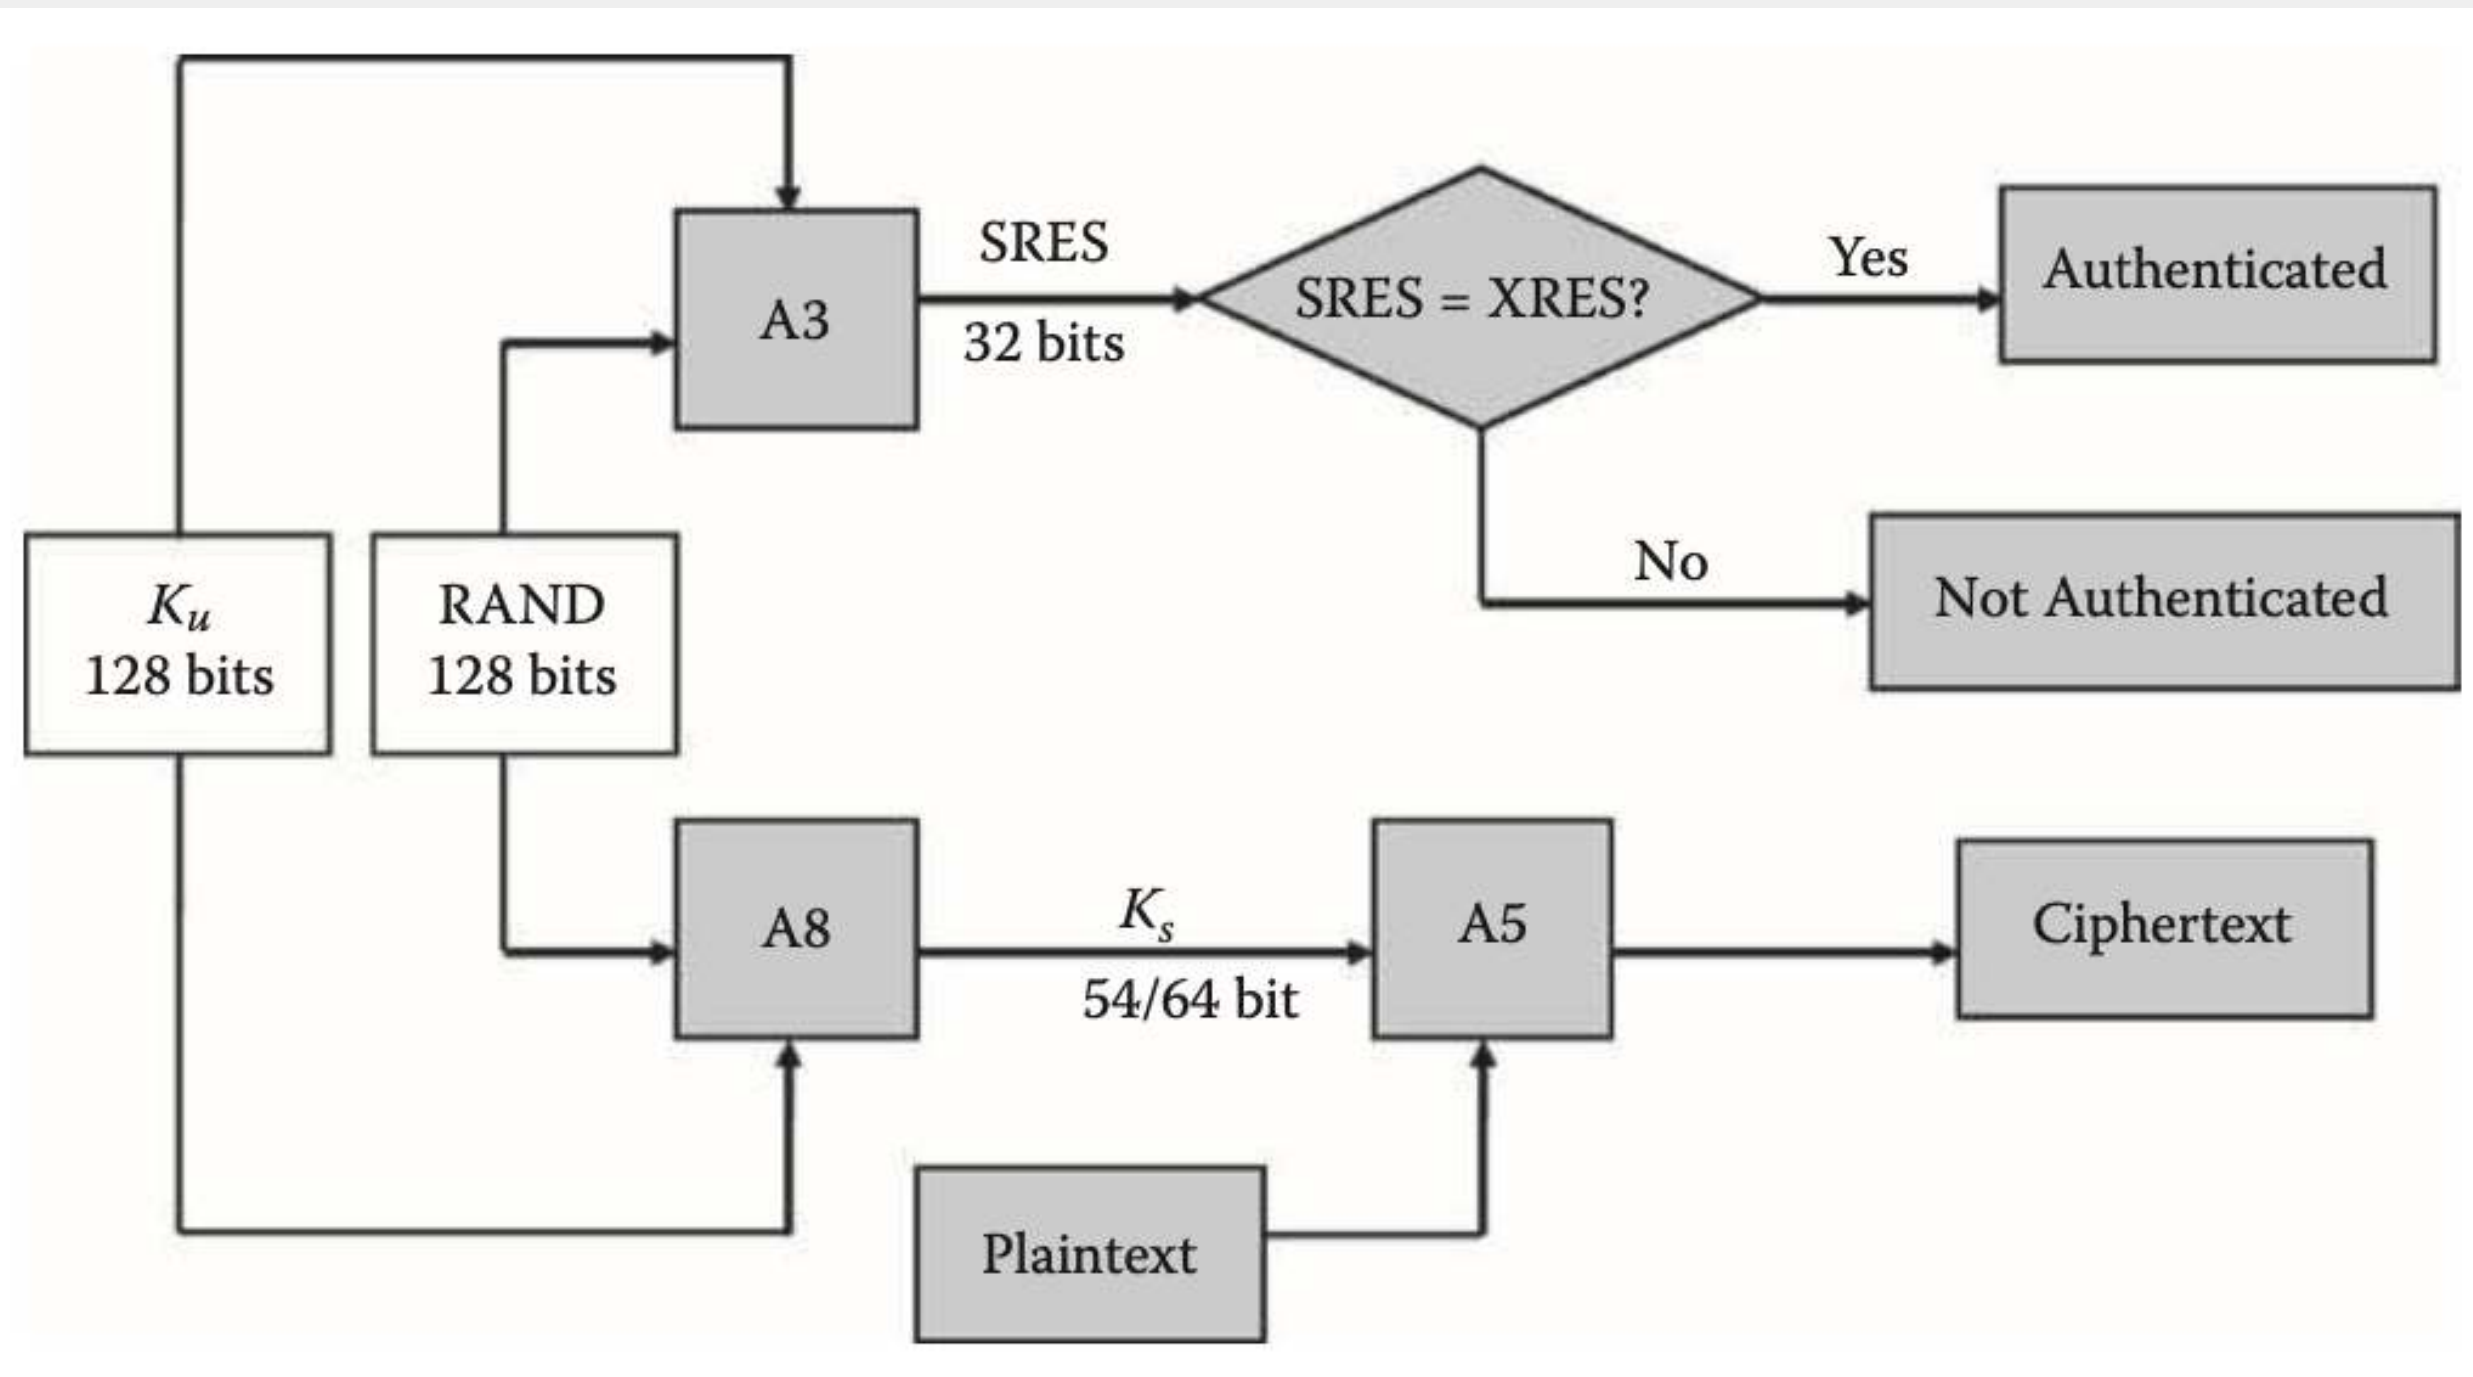 A3
SRES
32 bits
SRES = XRES?
Yes
Authenticated
No
Not Authenticated
Ku
128 bits
RAND
128 bits
A8
Ks
54/64 bit
A5
Ciphertext
Plaintext